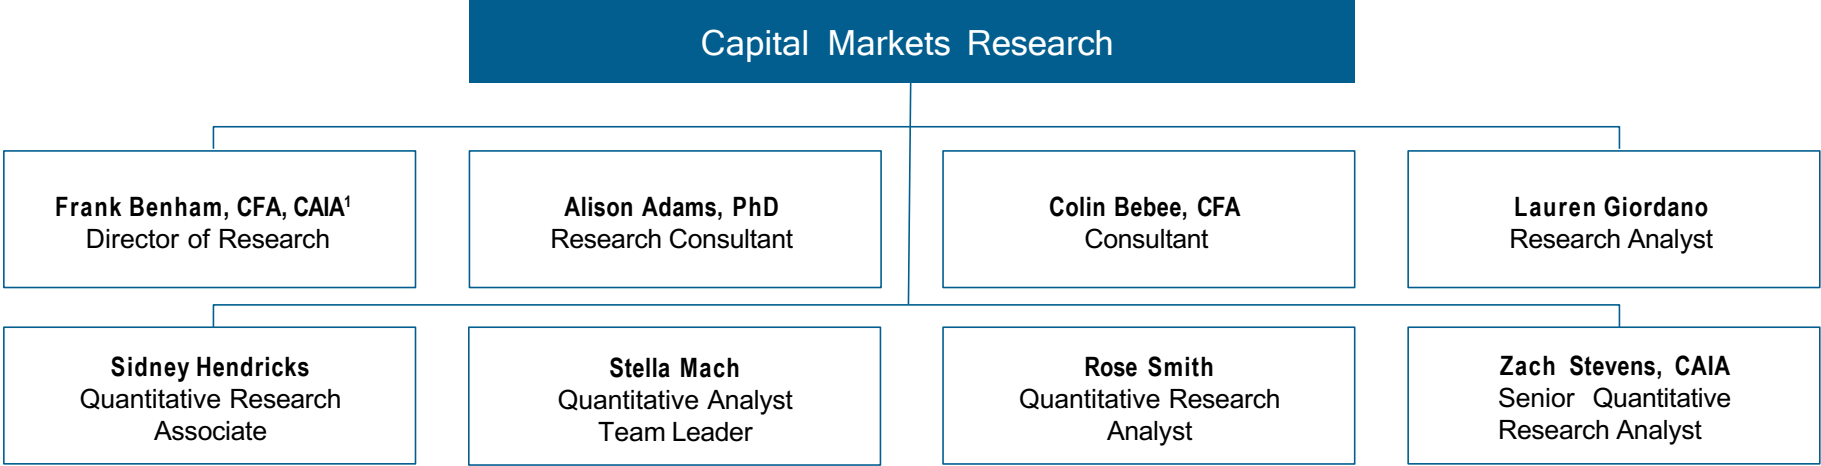 Capital Markets Research
Frank Benham, CFA, CAIA¹
Director of Research
Alison Adams, PhD
Research Consultant
Colin Bebee, CFA
Consultant
Lauren Giordano
Research Analyst
Sidney Hendricks
Quantitative Research
Associate
Stella Mach
Quantitative Analyst
Team Leader
Rose Smith
Quantitative Research
Analyst
Zach Stevens, CAIA
Senior Quantitative
Research Analyst